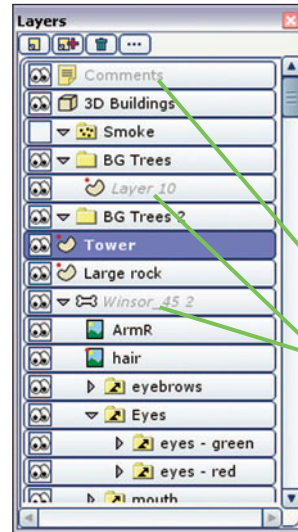 Layers
Comments
3D Buildings
Smoke
BG Trees
Layer 10
BG Trees 2
Tower
Large rock
Winsor_45 2
ArmR
hair
eyebrows
Eyes
eyes - green
eyes - red
mouth